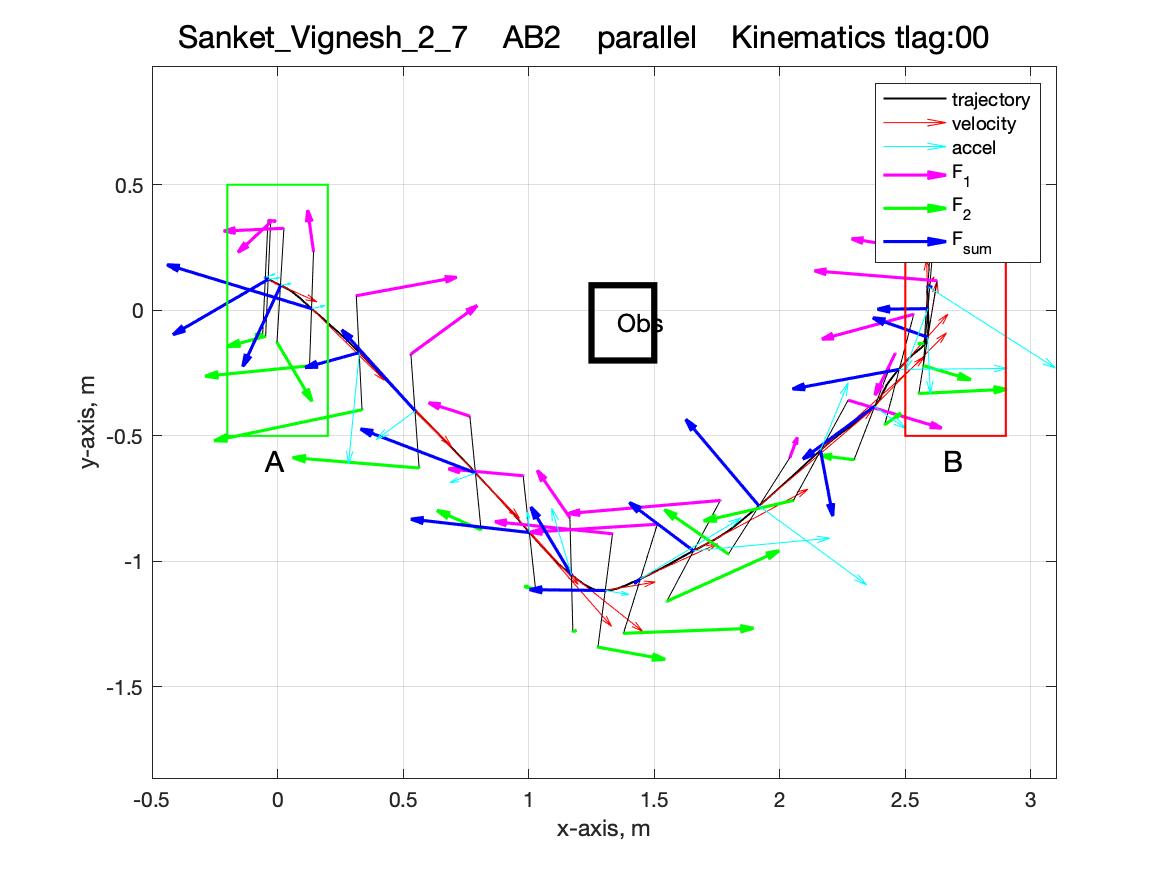 Sanket_Vignesh_2_7 AB2 parallel Kinematics tlag:00
trajectory
velocity
accel
F1
F2
Fsum
0.5
0
-0.5
-1
-1.5
y-axis, m
Obs
A
B
-0.5 0 0.5 1 1.5 2 2.5 3
x-axis, m